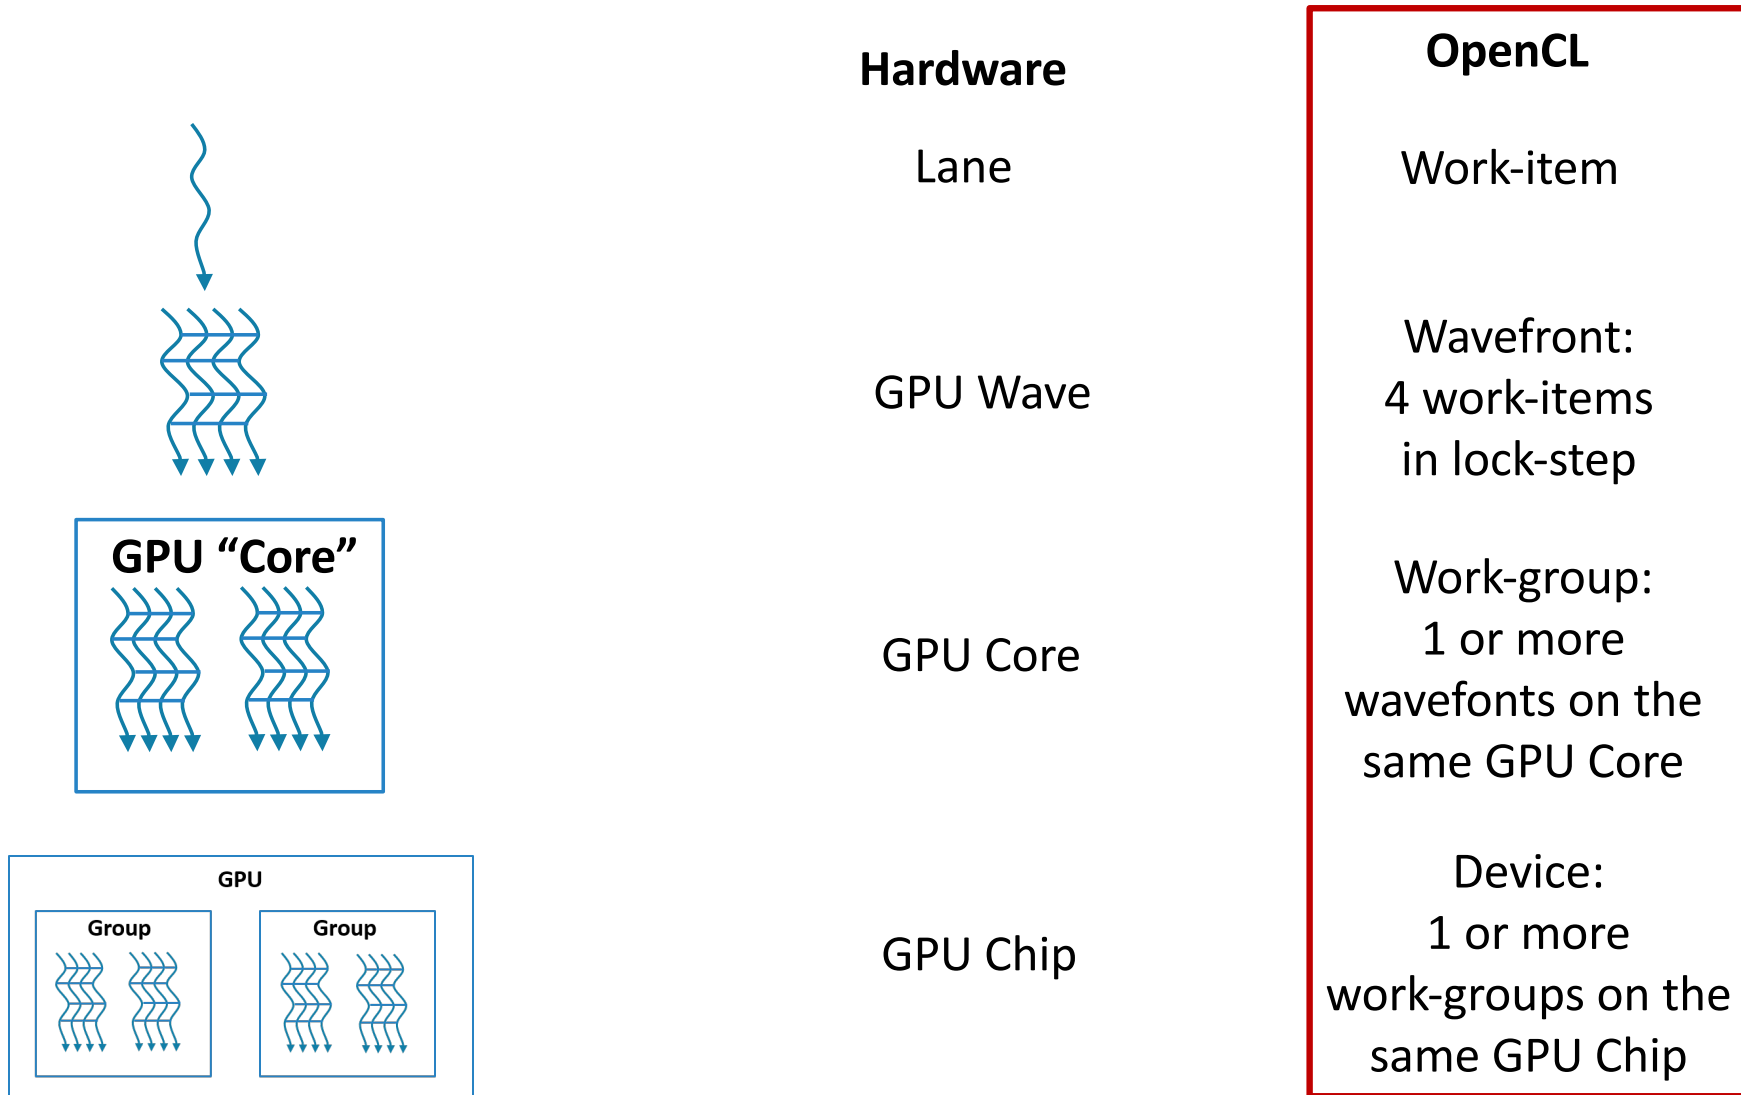 Hardware
OpenCL
Lane
Work-item
GPU Wave
Wavefront:
4 work-items
in lock-step
GPU “Core”
GPU Core
Work-group:
1 or more
wavefonts on the
same GPU Core
GPU
Group
Group
GPU Chip
Device:
1 or more
work-groups on the
same GPU Chip